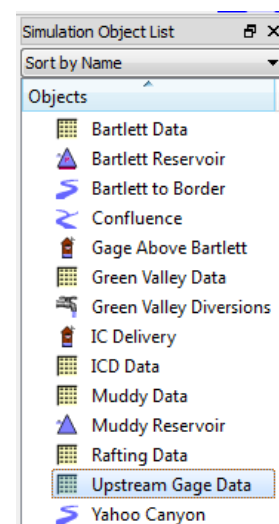 Simulation Object List
Sort by Name
Objects
Bartlett Data
Bartlett Reservoir
Bartlett to Border
Confluence
Gage Above Bartlett
Green Valley Data
Green Valley Diversions
IC Delivery
ICD Data
Muddy Data
Muddy Reservoir
Rafting Data
Upstream Gage Data
Yahoo Canyon